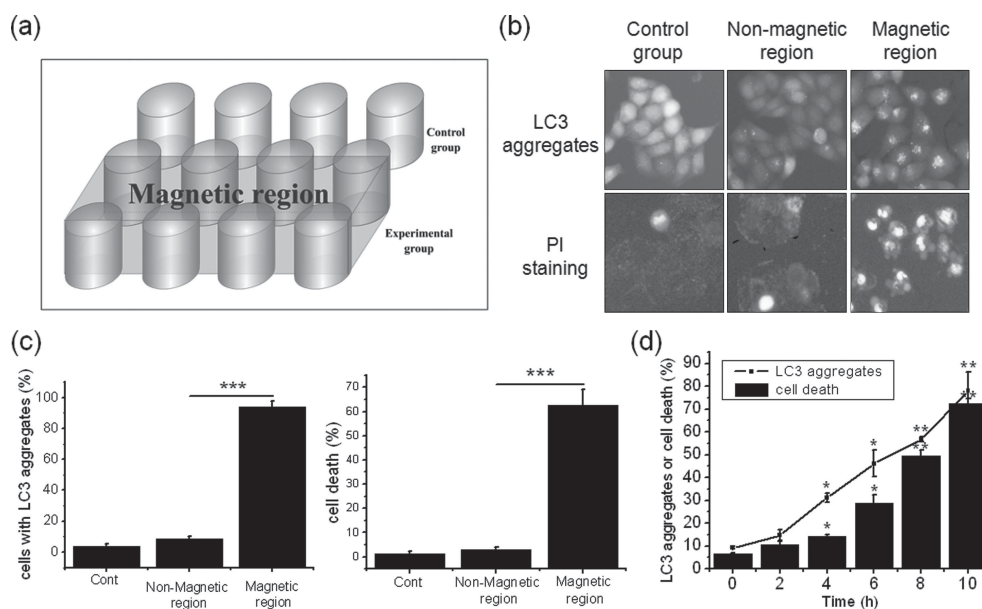 (a)
Control
group
Magnetic region
Experimental
group
(b)
Control
group
Non-magnetic
region
Magnetic
region
LC3
aggregates
PI
staining
(c)
cells with LC3 aggregates (%)
100
80
60
40
20
0
***
Cont
Non-Magnetic
region
Magnetic
region
cell death (%)
70
60
50
40
30
20
10
0
***
Cont
Non-Magnetic
region
Magnetic
region
(d)
LC3 aggregates or cell death (%)
90
80
70
60
50
40
30
20
10
0
LC3 aggregates
cell death
*
*
*
*
**
**
**
**
0 2 4 6 8 10
Time (h)